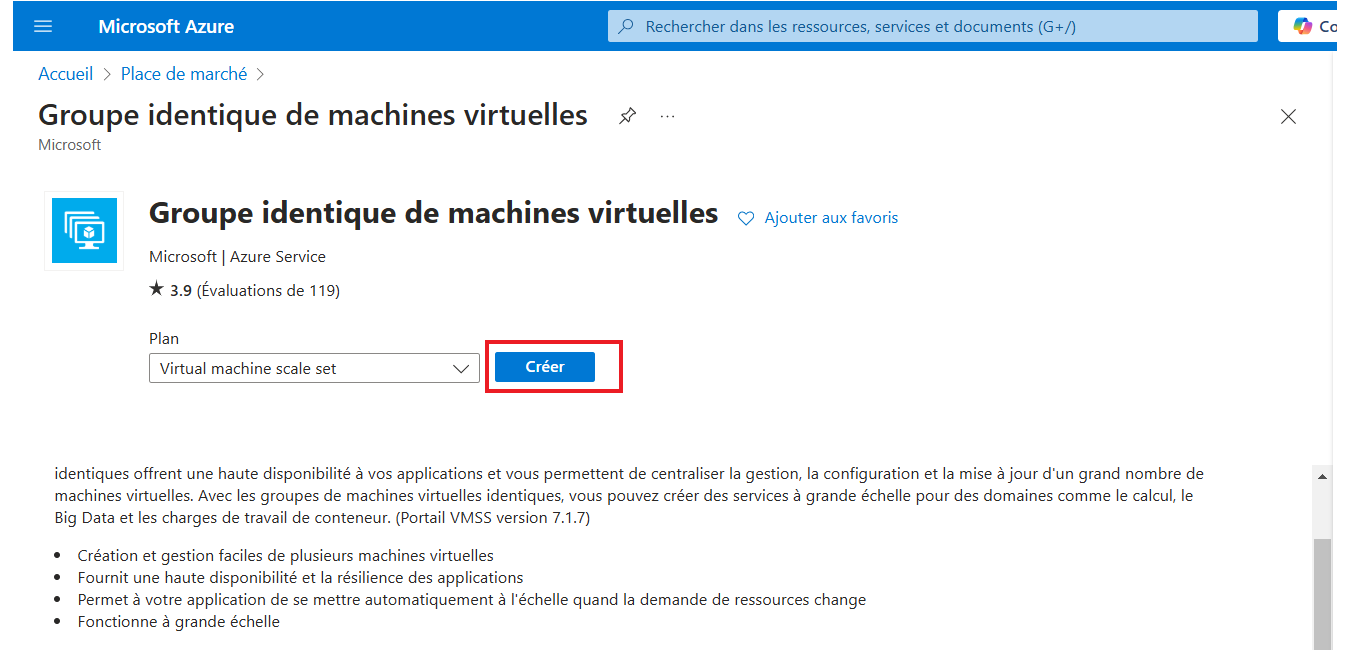 Microsoft Azure
Rechercher dans les ressources, services et documents (G+/)
Co
Accueil > Place de marché >
Groupe identique de machines virtuelles
Microsoft
Groupe identique de machines virtuelles
Ajouter aux favoris
Microsoft | Azure Service
★ 3.9 (Évaluations de 119)
Plan
Virtual machine scale set
Créer
identiques offrent une haute disponibilité à vos applications et vous permettent de centraliser la gestion, la configuration et la mise à jour d'un grand nombre de
machines virtuelles. Avec les groupes de machines virtuelles identiques, vous pouvez créer des services à grande échelle pour des domaines comme le calcul, le
Big Data et les charges de travail de conteneur. (Portail VMSS version 7.1.7)
• Création et gestion faciles de plusieurs machines virtuelles
• Fournit une haute disponibilité et la résilience des applications
• Permet à votre application de se mettre automatiquement à l'échelle quand la demande de ressources change
• Fonctionne à grande échelle